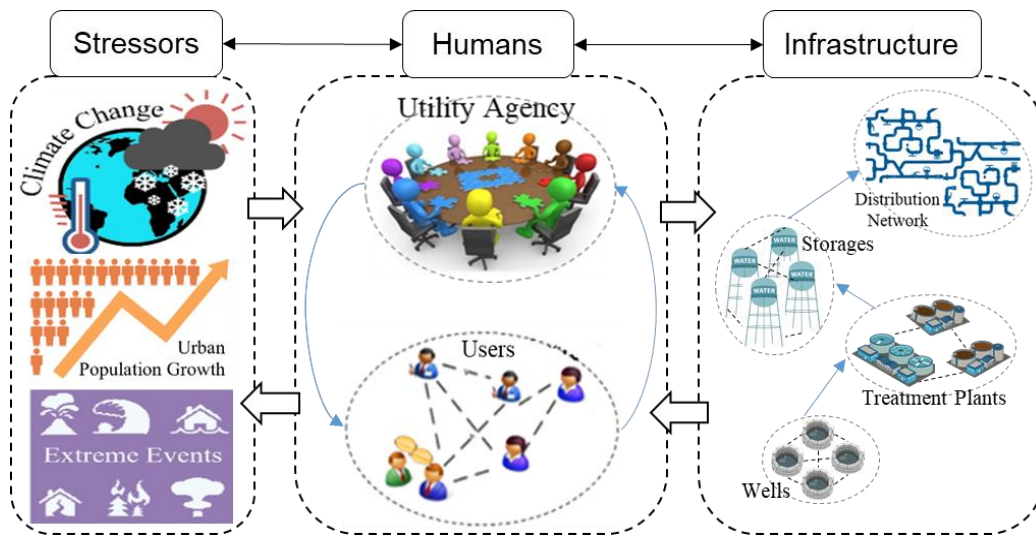 Stressors
Humans
Infrastructure
Climate Change
Urban
Population Growth
Extreme Events
Utility Agency
Users
Distribution
Network
Storages
WATER
WATER
WATER
WATER
Treatment Plants
Wells